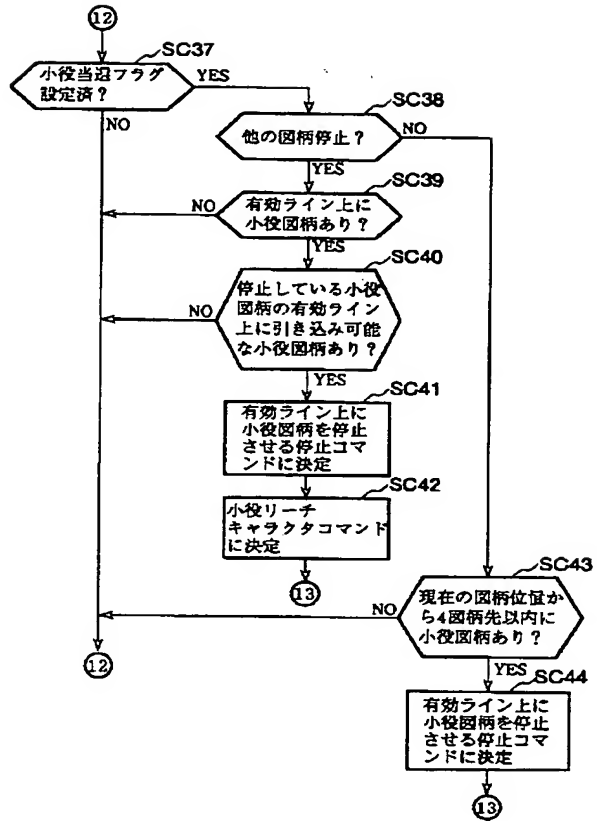 12
SC37
小役当選フラグ
設定済?
YES
NO
SC38
他の図柄停止?
NO
YES
SC39
有効ライン上に
小役図柄あり?
NO
YES
SC40
停止している小役
図柄の有効ライン
上に引き込み可能
な小役図柄あり?
NO
YES
SC41
有効ライン上に
小役図柄を停止
させる停止コマ
ンドに決定
SC42
小役リーチ
キャラクタコマンド
に決定
13
SC43
現在の図柄位置か
ら4図柄先以内に
小役図柄あり?
NO
12
YES
SC44
有効ライン上に
小役図柄を停止
させる停止コマ
ンドに決定
13